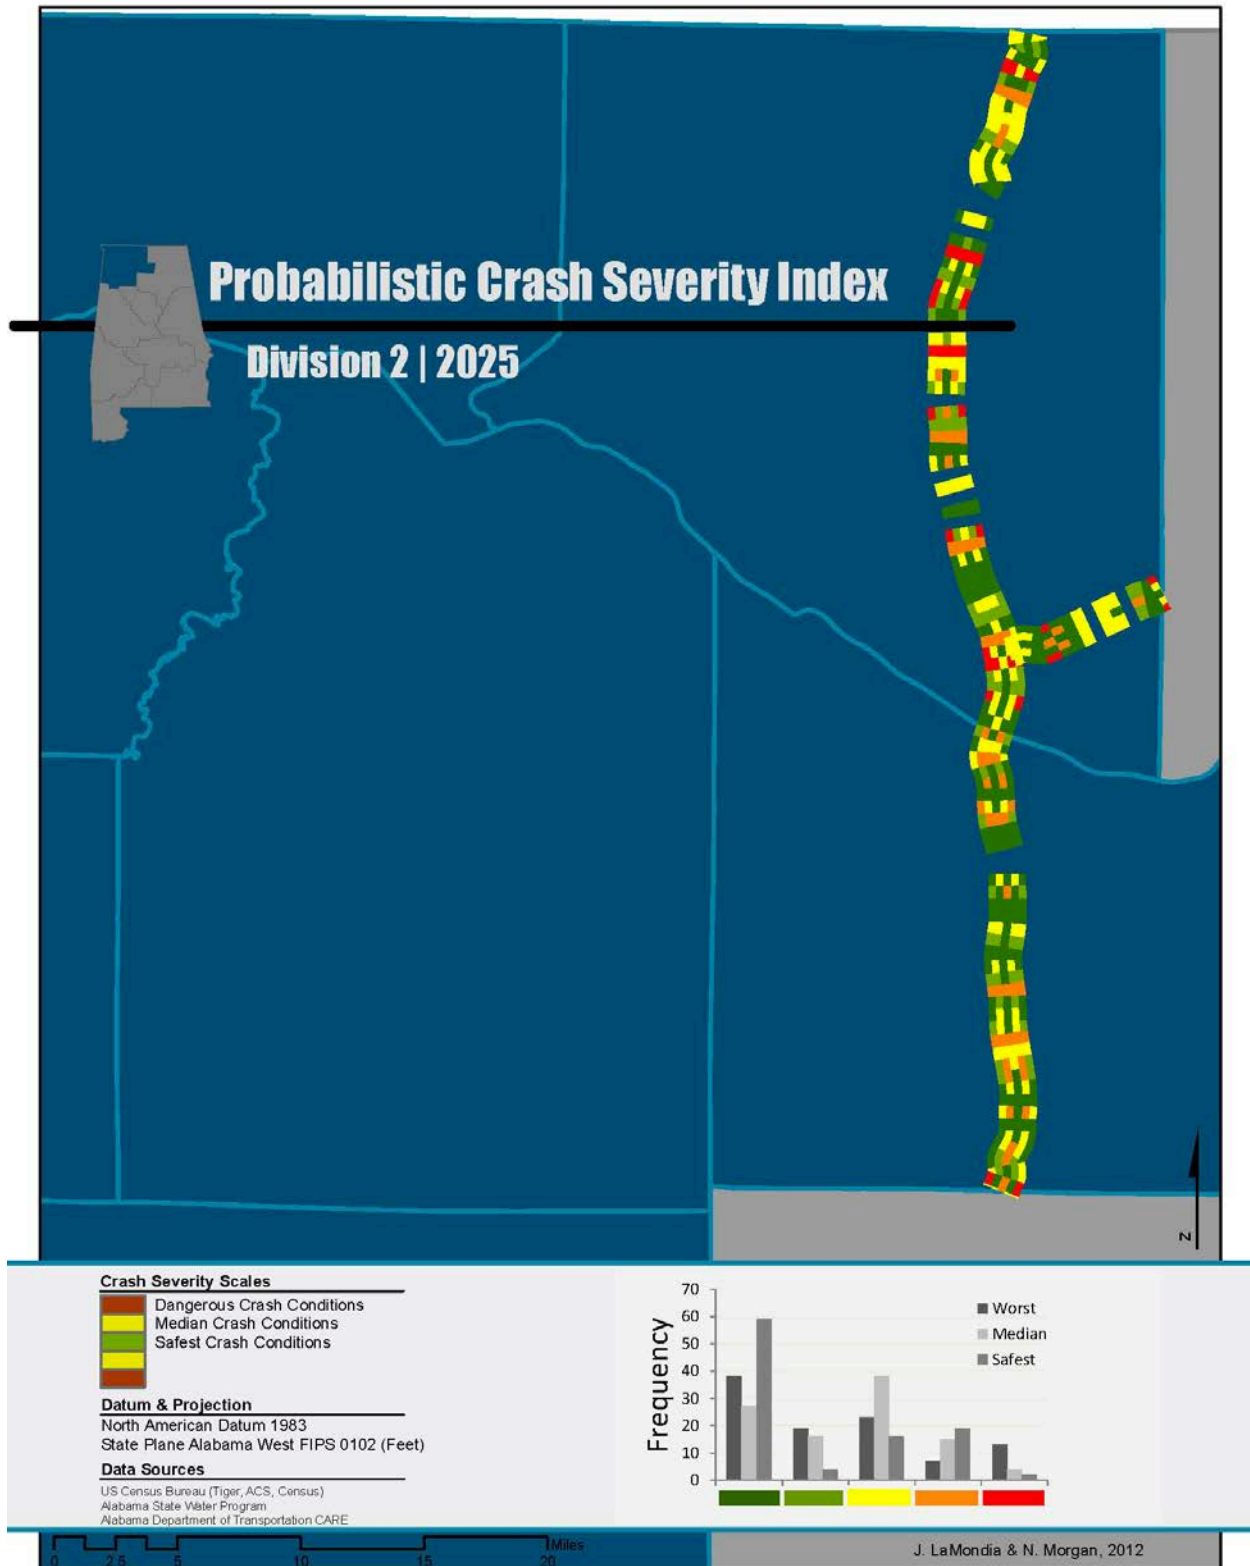 Probabilistic Crash Severity Index
Division 2 | 2025
N
Crash Severity Scales
Dangerous Crash Conditions
Median Crash Conditions
Safest Crash Conditions
Datum & Projection
North American Datum 1983
State Plane Alabama West FIPS 0102 (Feet)
Data Sources
US Census Bureau (Tiger, ACS, Census)
Alabama State Water Program
Alabama Department of Transportation CARE
Frequency
70
60
50
40
30
20
10
0
Worst
Median
Safest
Miles
0 2.5 5 10 15 20
J. LaMondia & N. Morgan, 2012